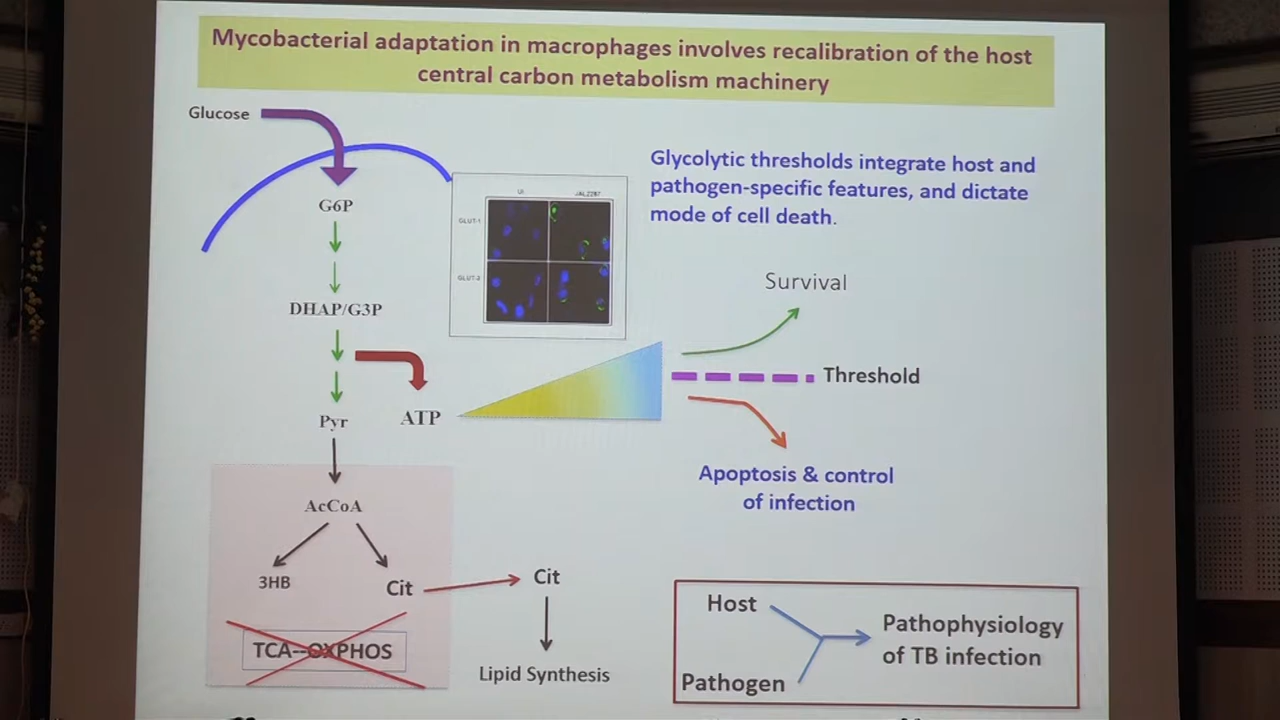 Mycobacterial adaptation in macrophages involves recalibration of the host
central carbon metabolism machinery
Glucose
G6P
DHAP/G3P
Pyr
ATP
AcCoA
3HB
Cit
TCA--OXPHOS
Cit
Lipid Synthesis
UI
JAL2287
GLUT-1
GLUT-3
Glycolytic thresholds integrate host and
pathogen-specific features, and dictate
mode of cell death.
Survival
Threshold
Apoptosis & control
of infection
Host
Pathogen
Pathophysiology
of TB infection